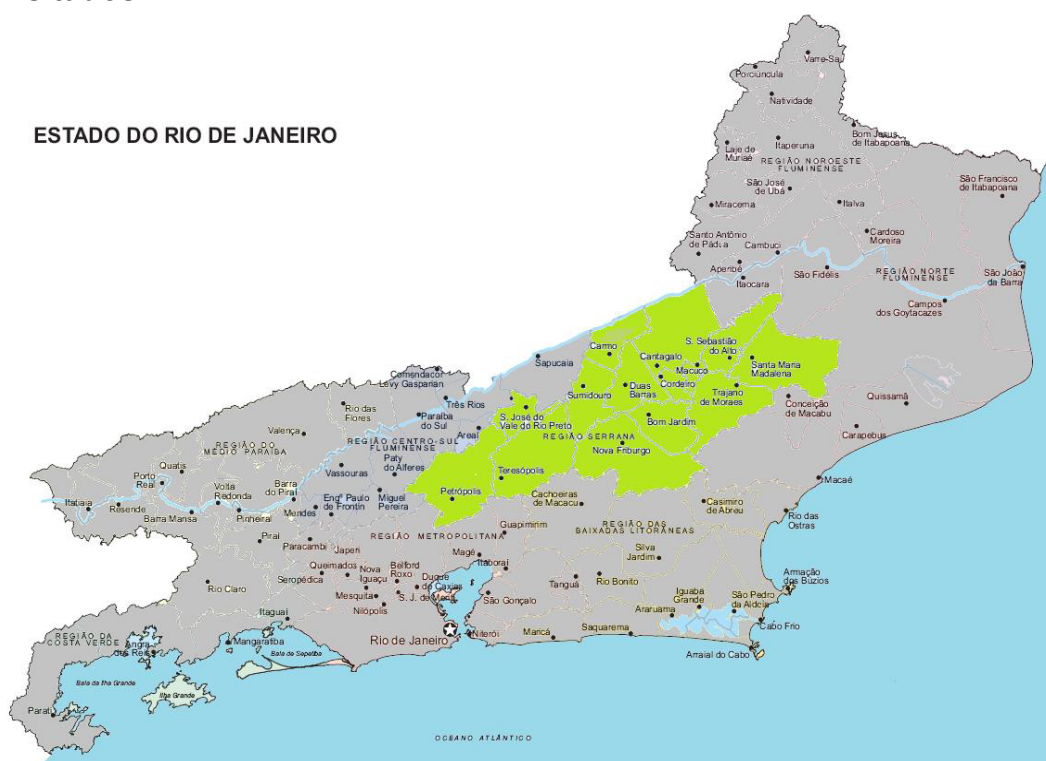 ESTADO DO RIO DE JANEIRO
Varre-Sai
Porciúncula
Natividade
Bom Jesus
de Itabapoana
Itaperuna
Laje de
Muriaé
REGIÃO NOROESTE
FLUMINENSE
São Francisco
de Itabapoana
São José
de Ubá
Miracema
Italva
Santo Antônio
de Pádua
Cambuci
Cardoso
Moreira
Aperibé
Itaocara
São Fidélis
REGIÃO NORTE
FLUMINENSE
São João
da Barra
Campos
dos Goytacazes
Carmo
S. Sebastião
do Alto
Cantagalo
Macuco
Cordeiro
Santa Maria
Madalena
Sapucaia
Comendador
Levy Gasparian
Sumidouro
Duas
Barras
Trajano
de Moraes
Conceição
de Macabu
Quissamã
Carapebus
Três Rios
Rio das
Flores
Paraíba
do Sul
Areal
S. José do
Vale do Rio Preto
REGIÃO SERRANA
Bom Jardim
Nova Friburgo
Valença
REGIÃO DO
MÉDIO PARAÍBA
REGIÃO CENTRO-SUL
FLUMINENSE
Paty
do Alferes
Vassouras
Teresópolis
Petrópolis
Cachoeiras
de Macacu
Macaé
Quatis
Porto
Real
Itatiaia
Resende
Volta
Redonda
Barra Mansa
Barra
do Piraí
Pinheiral
Mendes
Engº Paulo
de Frontin
Miguel
Pereira
Casimiro
de Abreu
Rio das
Ostras
Guapimirim
REGIÃO DAS
BAIXADAS LITORÂNEAS
REGIÃO METROPOLITANA
Piraí
Paracambi
Japeri
Magé
Itaboraí
Silva
Jardim
Queimados
Seropédica
Nova
Iguaçu
Belford
Roxo
Duque
de Caxias
Mesquita
S. J. de Meriti
Nilópolis
Rio Claro
Tanguá
Rio Bonito
Armação
dos Búzios
São Gonçalo
Iguaba
Grande
São Pedro
da Aldeia
Araruama
Itaguaí
Cabo Frio
Rio de Janeiro
Niterói
Maricá
Saquarema
Arraial do Cabo
REGIÃO DA
COSTA VERDE
Angra
dos Reis
Mangaratiba
Baía de Sepetiba
Baía da Ilha Grande
Ilha Grande
Parati
OCEANO ATLÂNTICO